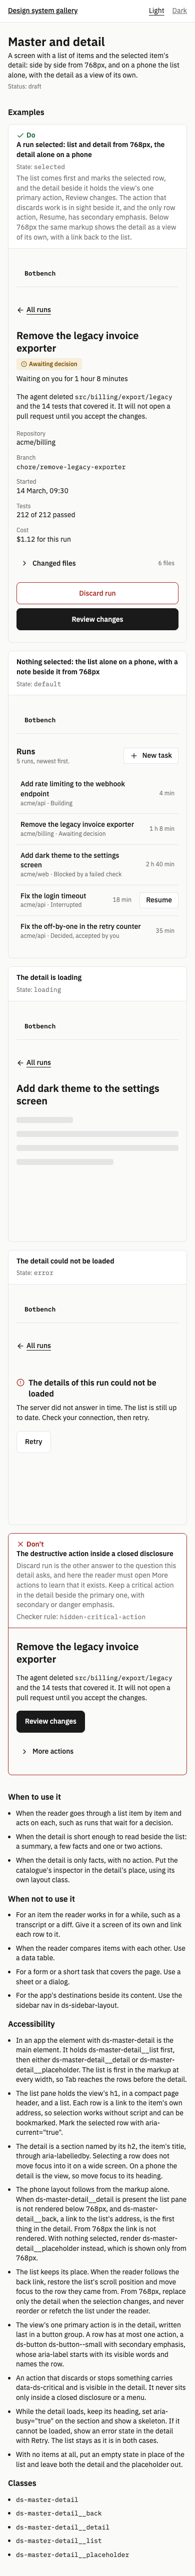 Design system gallery
Light
Dark
Master and detail
A screen with a list of items and the selected item's
detail: side by side from 768px, and on a phone the list
alone, with the detail as a view of its own.
Status: draft
Examples
Do
A run selected: list and detail from 768px, the
detail alone on a phone
State: selected
The list comes first and marks the selected row,
and the detail beside it holds the view's one
primary action, Review changes. The action that
discards work is in sight beside it, and the only row
action, Resume, has secondary emphasis. Below
768px the same markup shows the detail as a view
of its own, with a link back to the list.
Botbench
All runs
Remove the legacy invoice
exporter
Awaiting decision
Waiting on you for 1 hour 8 minutes
The agent deleted src/billing/export/legacy
and the 14 tests that covered it. It will not open a
pull request until you accept the changes.
Repository
acme/billing
Branch
chore/remove-legacy-exporter
Started
14 March, 09:30
Tests
212 of 212 passed
Cost
$1.12 for this run
Changed files
6 files
Discard run
Review changes
Nothing selected: the list alone on a phone, with a
note beside it from 768px
State: default
Botbench
Runs
5 runs, newest first.
New task
Add rate limiting to the webhook
endpoint
acme/api · Building
4 min
Remove the legacy invoice exporter
acme/billing · Awaiting decision
1 h 8 min
Add dark theme to the settings
screen
acme/web · Blocked by a failed check
2 h 40 min
Fix the login timeout
acme/api · Interrupted
18 min
Resume
Fix the off-by-one in the retry counter
acme/api · Decided, accepted by you
35 min
The detail is loading
State: loading
Botbench
All runs
Add dark theme to the settings
screen
The detail could not be loaded
State: error
Botbench
All runs
The details of this run could not be
loaded
The server did not answer in time. The list is still up
to date. Check your connection, then retry.
Retry
Don't
The destructive action inside a closed disclosure
Discard run is the other answer to the question this
detail asks, and here the reader must open More
actions to learn that it exists. Keep a critical action
in the detail beside the primary one, with
secondary or danger emphasis.
Checker rule: hidden-critical-action
Remove the legacy invoice
exporter
The agent deleted src/billing/export/legacy
and the 14 tests that covered it. It will not open a
pull request until you accept the changes.
Review changes
More actions
When to use it
When the reader goes through a list item by item and
acts on each, such as runs that wait for a decision.
When the detail is short enough to read beside the list:
a summary, a few facts and one or two actions.
When the detail is only facts, with no action. Put the
catalogue's inspector in the detail's place, using its
own layout class.
When not to use it
For an item the reader works in for a while, such as a
transcript or a diff. Give it a screen of its own and link
each row to it.
When the reader compares items with each other. Use
a data table.
For a form or a short task that covers the page. Use a
sheet or a dialog.
For the app's destinations beside its content. Use the
sidebar nav in ds-sidebar-layout.
Accessibility
In an app the element with ds-master-detail is the
main element. It holds ds-master-detail__list first,
then either ds-master-detail__detail or ds-master-
detail__placeholder. The list is first in the markup at
every width, so Tab reaches the rows before the detail.
The list pane holds the view's h1, in a compact page
header, and a list. Each row is a link to the item's own
address, so selection works without script and can be
bookmarked. Mark the selected row with aria-
current="true".
The detail is a section named by its h2, the item's title,
through aria-labelledby. Selecting a row does not
move focus into it on a wide screen. On a phone the
detail is the view, so move focus to its heading.
The phone layout follows from the markup alone.
When ds-master-detail__detail is present the list pane
is not rendered below 768px, and ds-master-
detail__back, a link to the list's address, is the first
thing in the detail. From 768px the link is not
rendered. With nothing selected, render ds-master-
detail__placeholder instead, which is shown only from
768px.
The list keeps its place. When the reader follows the
back link, restore the list's scroll position and move
focus to the row they came from. From 768px, replace
only the detail when the selection changes, and never
reorder or refetch the list under the reader.
The view's one primary action is in the detail, written
last in a button group. A row has at most one action, a
ds-button ds-button--small with secondary emphasis,
whose aria-label starts with its visible words and
names the row.
An action that discards or stops something carries
data-ds-critical and is visible in the detail. It never sits
only inside a closed disclosure or a menu.
While the detail loads, keep its heading, set aria-
busy="true" on the section and show a skeleton. If it
cannot be loaded, show an error state in the detail
with Retry. The list stays as it is in both cases.
With no items at all, put an empty state in place of the
list and leave both the detail and the placeholder out.
Classes
ds-master-detail
ds-master-detail__back
ds-master-detail__detail
ds-master-detail__list
ds-master-detail__placeholder